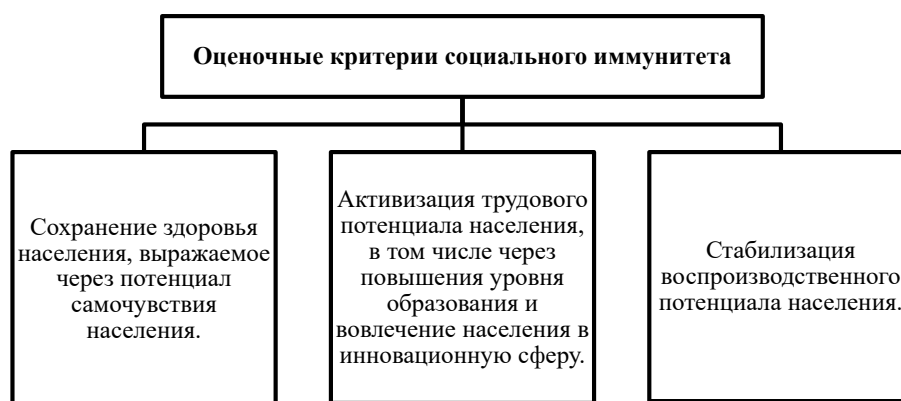 Оценочные критерии социального иммунитета
Сохранение здоровья
населения, выражаемое
через потенциал
самочувствия
населения.
Активизация трудового
потенциала населения,
в том числе через
повышения уровня
образования и
вовлечение населения в
инновационную сферу.
Стабилизация
воспроизводственного
потенциала населения.